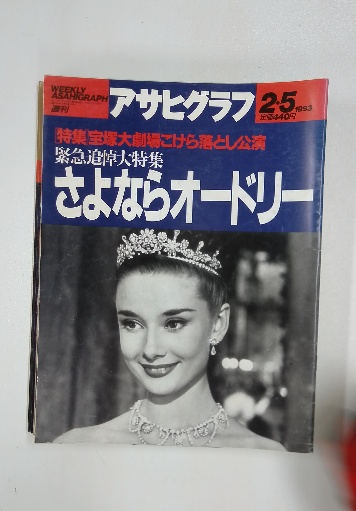 WEEKLY
ASAHIGRAPH
週刊
アサヒグラフ
2・5 1993
定価440円
[特集]宝塚大劇場こけら落とし公演
緊急追悼大特集
さよならオードリー